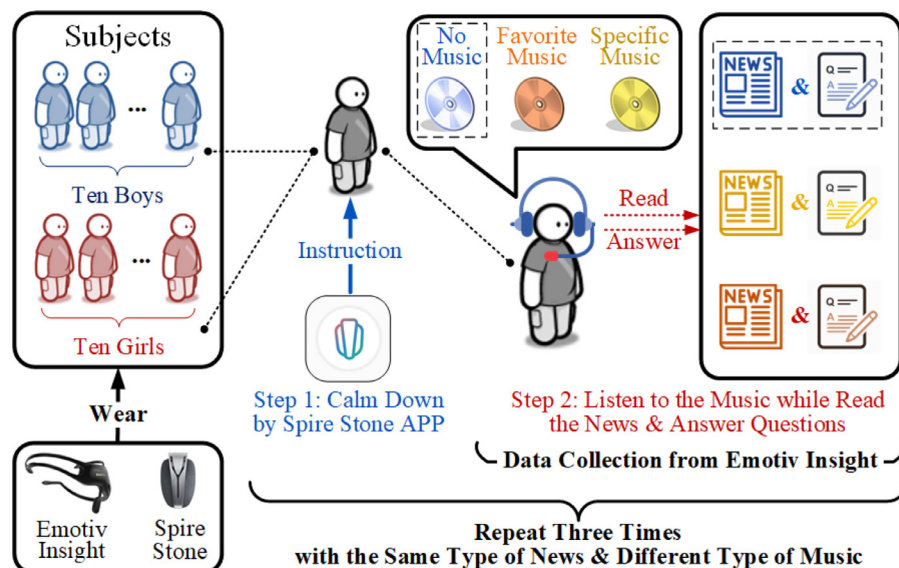 Subjects
...
Ten Boys
...
Ten Girls
Wear
Emotiv
Insight
Spire
Stone
Instruction
Step 1: Calm Down
by Spire Stone APP
No
Music
Favorite
Music
Specific
Music
Read
Answer
NEWS
&
Q
A
NEWS
&
Q
A
NEWS
&
Q
A
Step 2: Listen to the Music while Read
the News & Answer Questions
Data Collection from Emotiv Insight
Repeat Three Times
with the Same Type of News & Different Type of Music